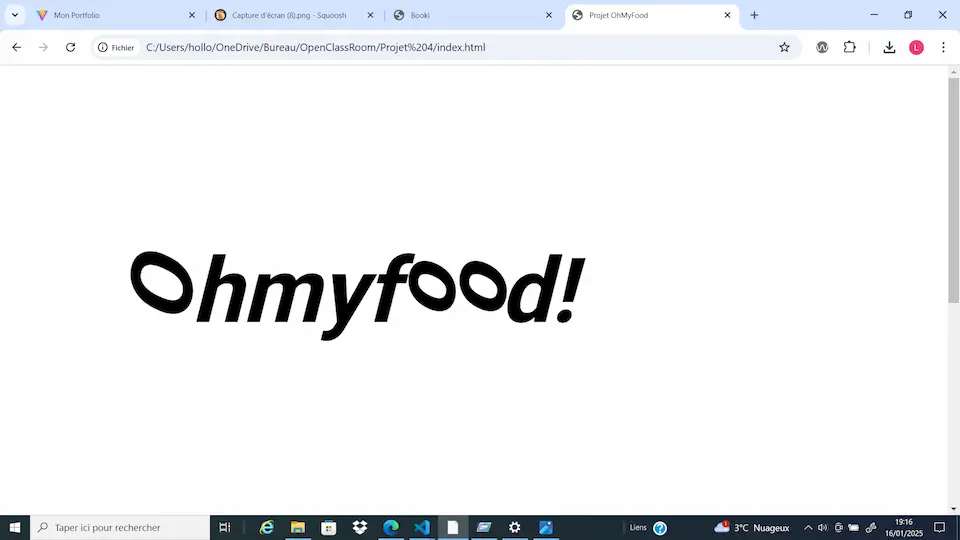 Mon Portfolio
Capture d'écran (8).png - Squoosh
Booki
Projet OhMyFood
Fichier
C:/Users/hollo/OneDrive/Bureau/OpenClassRoom/Projet%204/index.html
L
Ohmyfood!
Taper ici pour rechercher
Liens
1
3°C Nuageux
19:16
16/01/2025